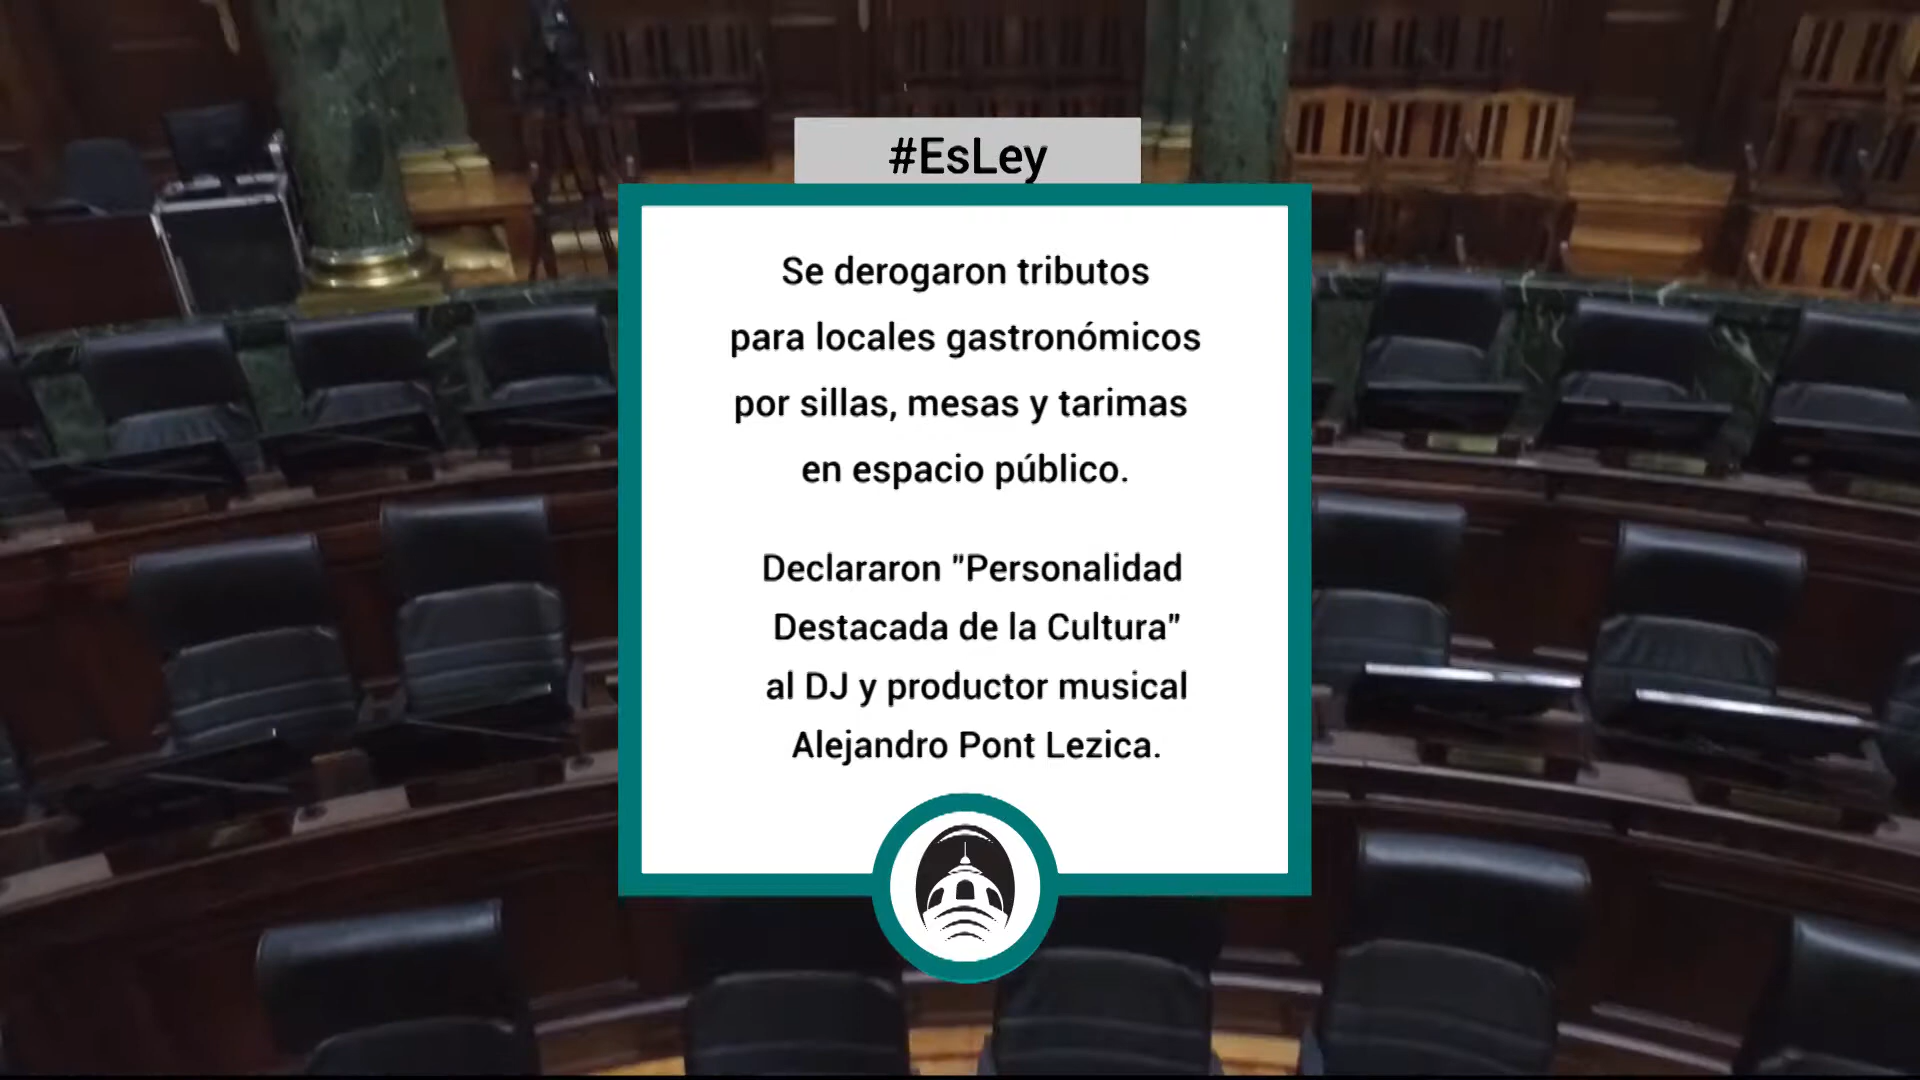 #EsLey
Se derogaron tributos
para locales gastronómicos
por sillas, mesas y tarimas
en espacio público.
Declararon "Personalidad
Destacada de la Cultura"
al DJ y productor musical
Alejandro Pont Lezica.